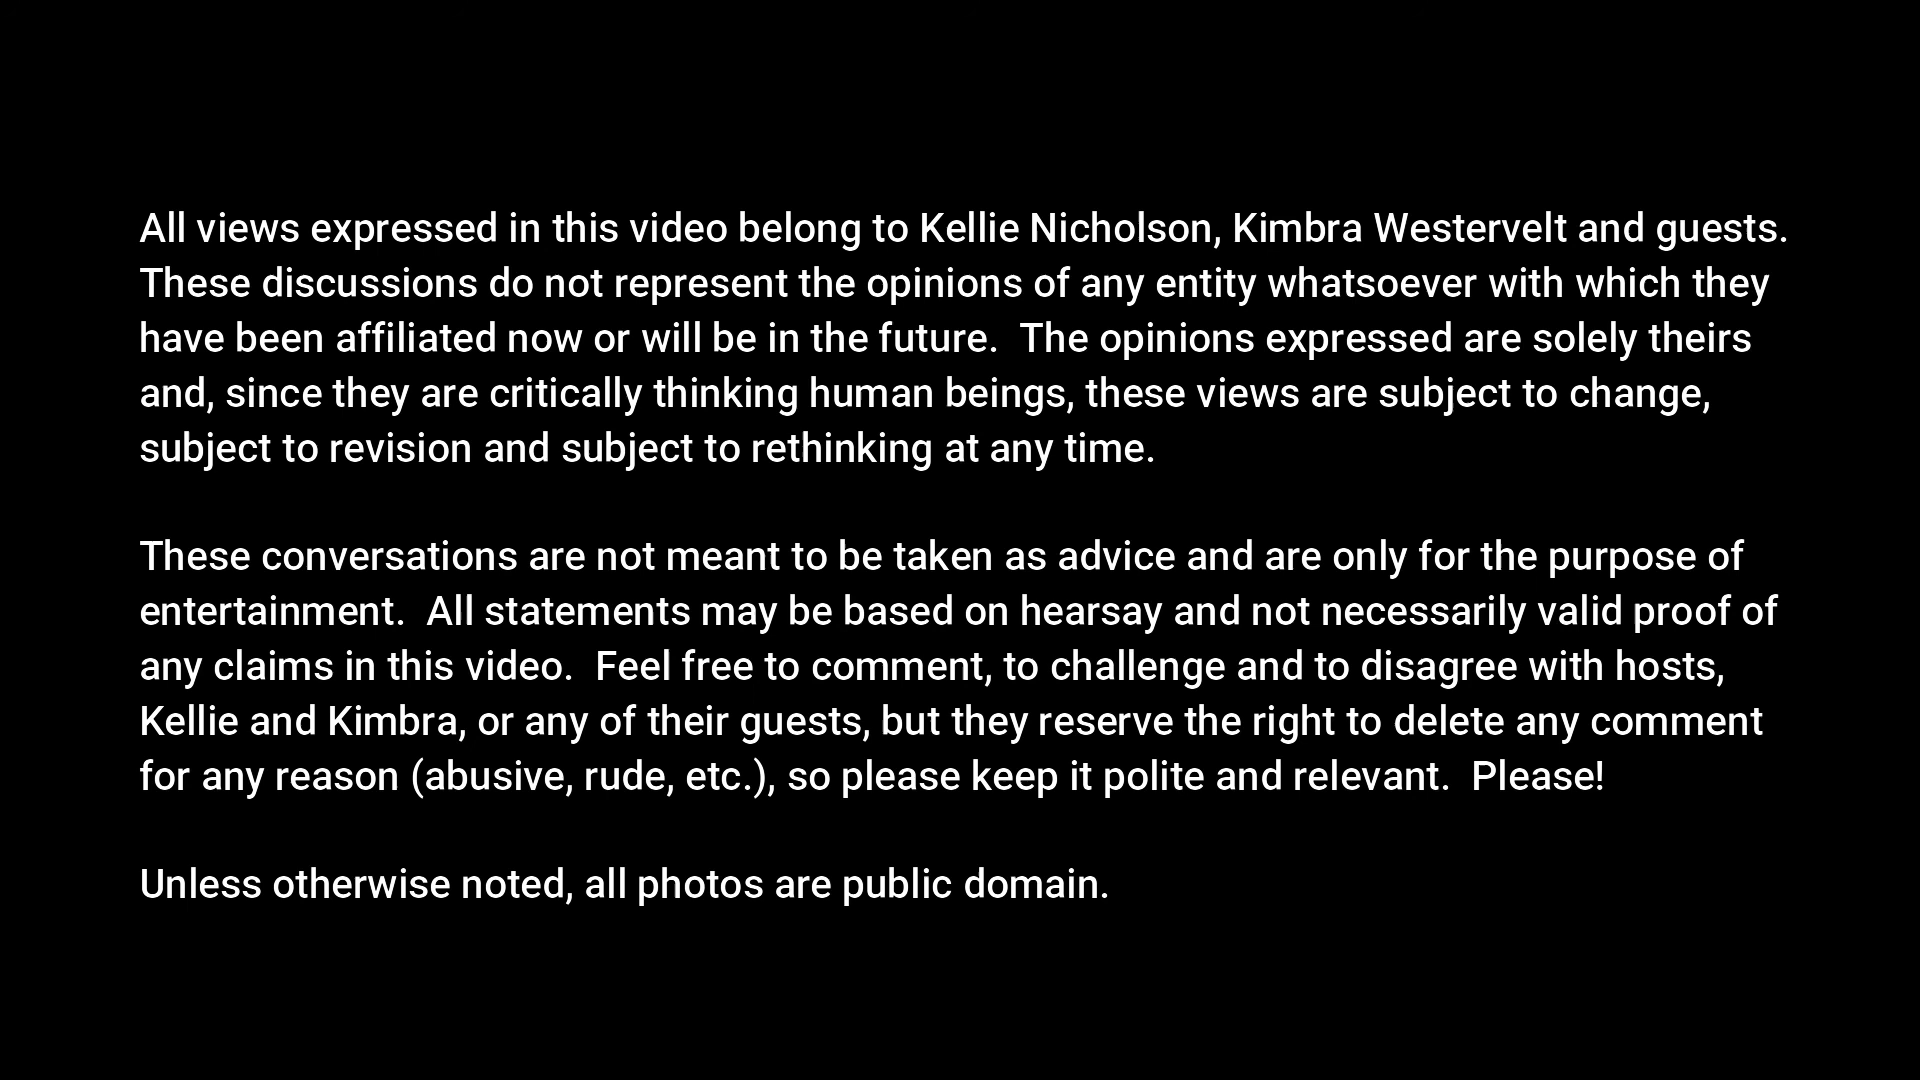 All views expressed in this video belong to Kellie Nicholson, Kimbra Westervelt and guests.
These discussions do not represent the opinions of any entity whatsoever with which they
have been affiliated now or will be in the future.  The opinions expressed are solely theirs
and, since they are critically thinking human beings, these views are subject to change,
subject to revision and subject to rethinking at any time.
These conversations are not meant to be taken as advice and are only for the purpose of
entertainment.  All statements may be based on hearsay and not necessarily valid proof of
any claims in this video.  Feel free to comment, to challenge and to disagree with hosts,
Kellie and Kimbra, or any of their guests, but they reserve the right to delete any comment
for any reason (abusive, rude, etc.), so please keep it polite and relevant.  Please!
Unless otherwise noted, all photos are public domain.